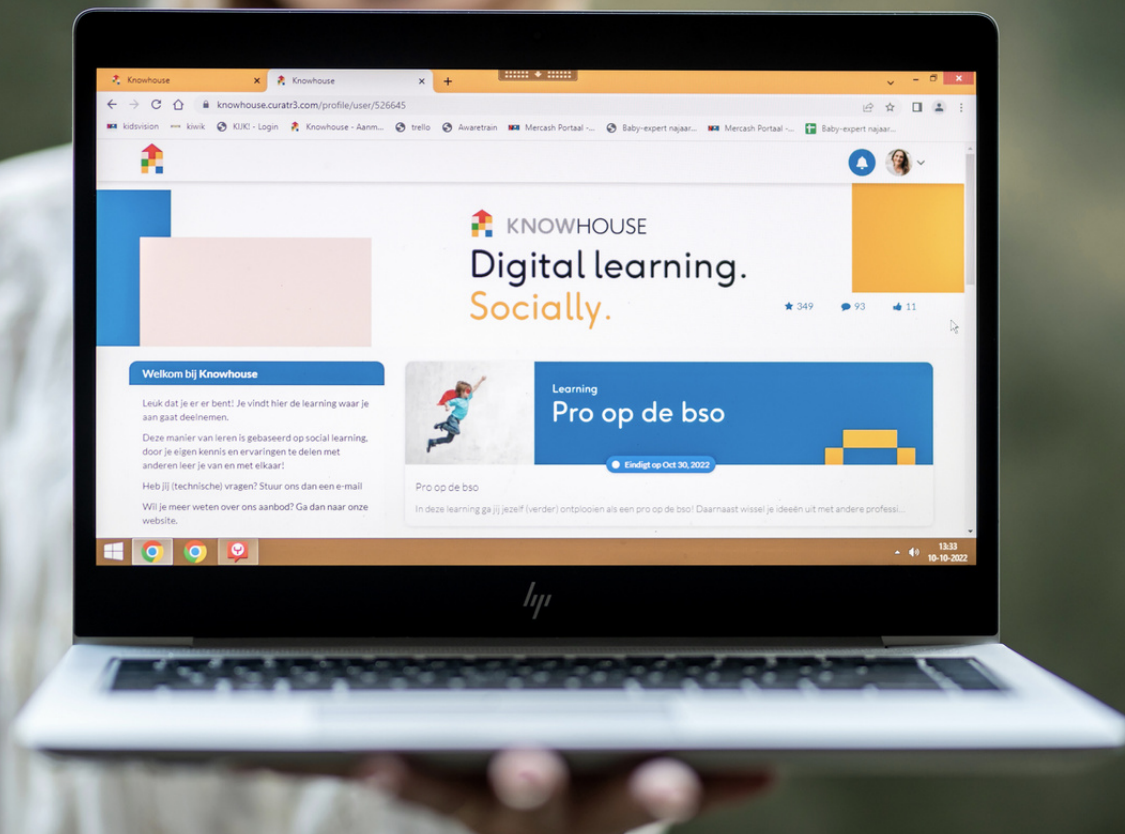 Knowhouse
Knowhouse
knowhouse.curatr3.com/profile/user/526645
kidsvision
kiwik
KIJK! - Login
Knowhouse - Aanm...
trello
Awaretrain
Mercash Portaal -...
Baby-expert najaar...
Mercash Portaal -...
Baby-expert najaar...
KNOWHOUSE
Digital learning.
Socially.
349
93
11
Welkom bij Knowhouse
Leuk dat je er er bent! Je vindt hier de learning waar je
aan gaat deelnemen.
Deze manier van leren is gebaseerd op social learning,
door je eigen kennis en ervaringen te delen met
anderen leer je van en met elkaar!
Heb jij (technische) vragen? Stuur ons dan een e-mail
Wil je meer weten over ons aanbod? Ga dan naar onze
website.
Learning
Pro op de bso
Eindigt op Oct 30, 2022
Pro op de bso
In deze learning ga jij jezelf (verder) ontplooien als een pro op de bso! Daarnaast wissel je ideeën uit met andere professi...
13:33
10-10-2022
hp